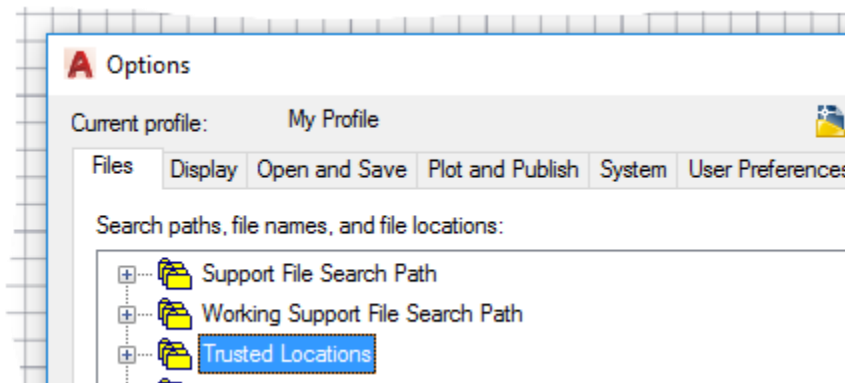 Options
Current profile: My Profile
Files Display Open and Save Plot and Publish System User Preferences
Search paths, file names, and file locations:
Support File Search Path
Working Support File Search Path
Trusted Locations